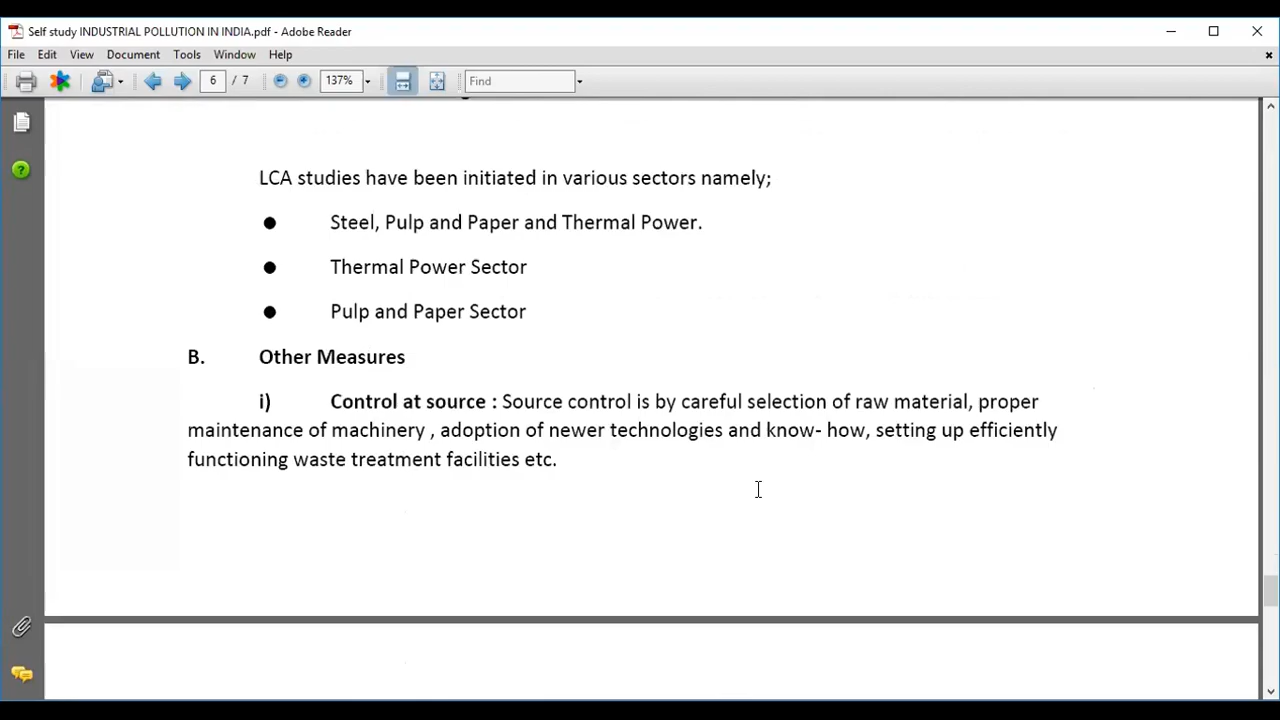 Self study INDUSTRIAL POLLUTION IN INDIA.pdf - Adobe Reader
File Edit View Document Tools Window Help
6 / 7 137% Find
LCA studies have been initiated in various sectors namely;
● Steel, Pulp and Paper and Thermal Power.
● Thermal Power Sector
● Pulp and Paper Sector
B. Other Measures
i) Control at source : Source control is by careful selection of raw material, proper
maintenance of machinery , adoption of newer technologies and know- how, setting up efficiently
functioning waste treatment facilities etc.